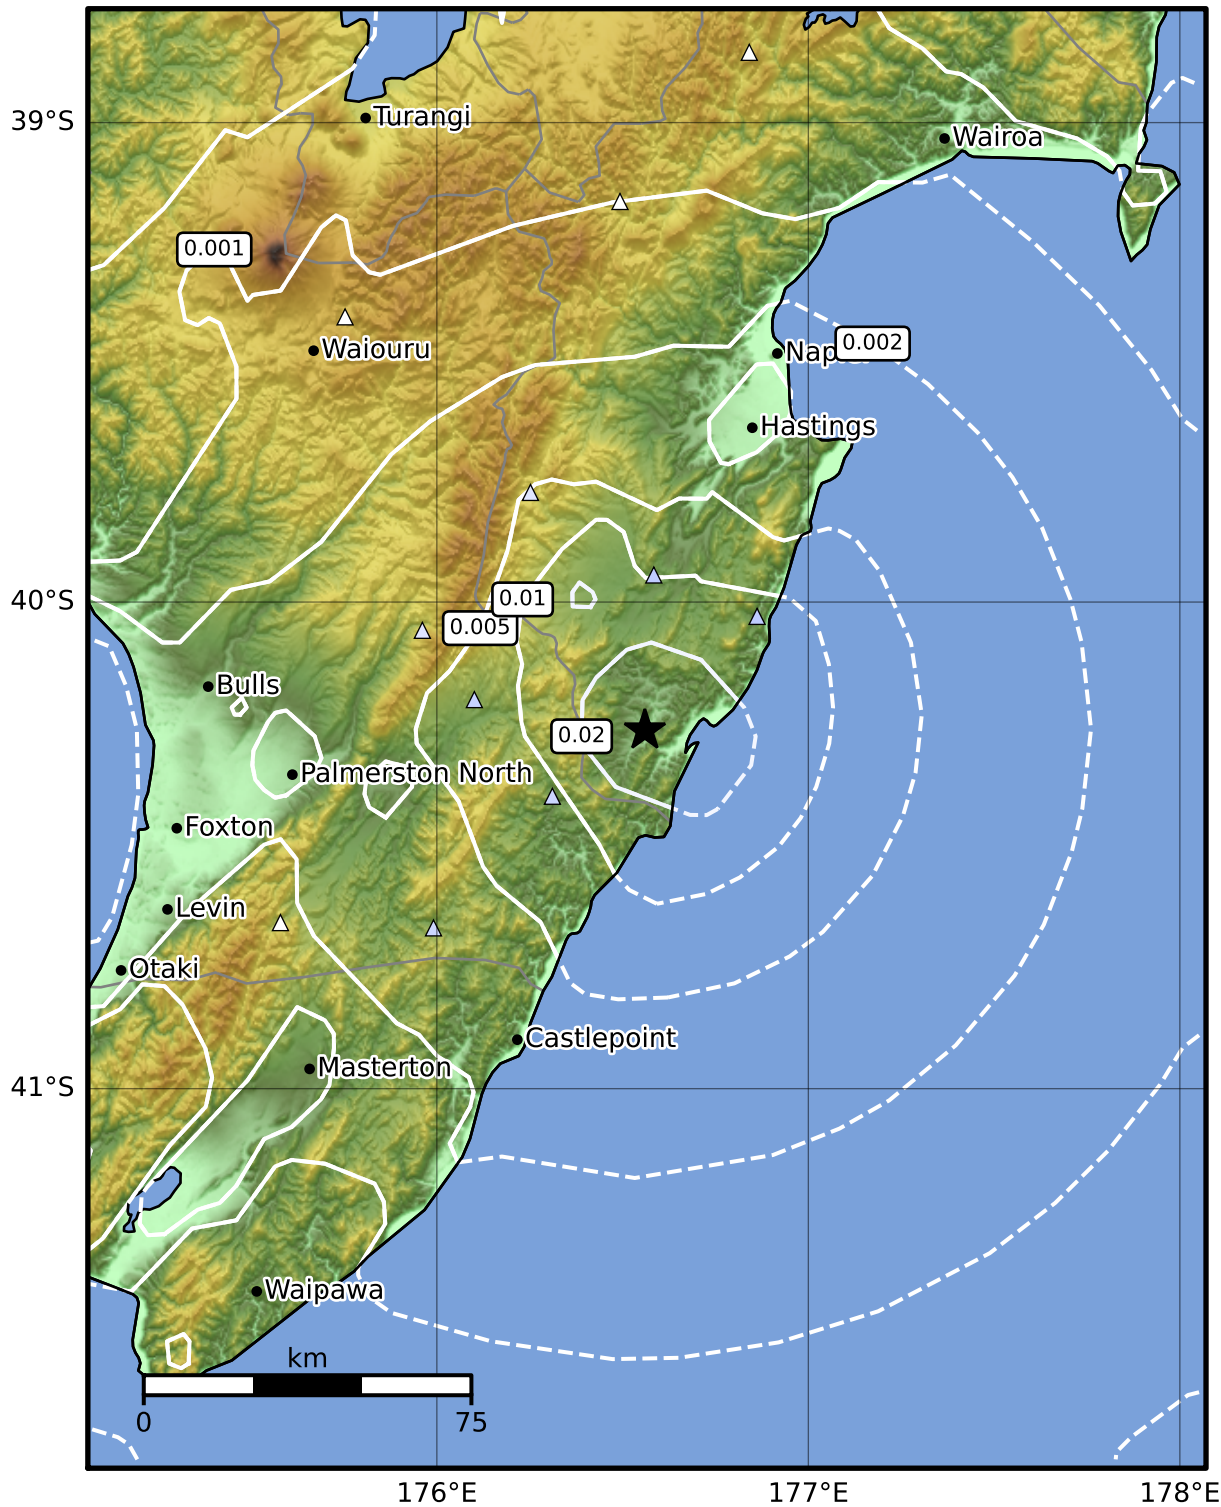 39°S
Turangi
Wairoa
0.001
Waiouru
0.002
Hastings
40°S
0.01
0.005
Bulls
0.02
Palmerston North
Foxton
Levin
Otaki
Castlepoint
Masterton
41°S
Waipawa
km
0 75
176°E 177°E 178°E